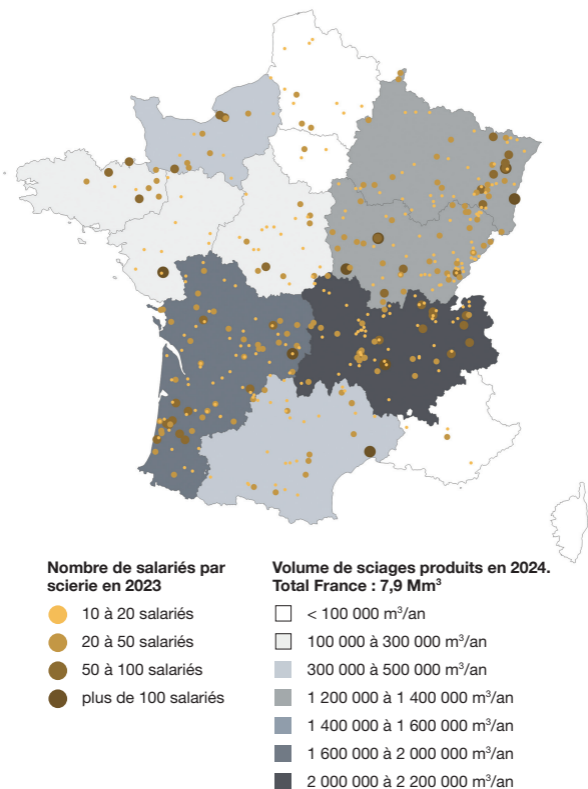 Nombre de salariés par
scierie en 2023
10 à 20 salariés
20 à 50 salariés
50 à 100 salariés
plus de 100 salariés
Volume de sciages produits en 2024.
Total France : 7,9 Mm³
< 100 000 m³/an
100 000 à 300 000 m³/an
300 000 à 500 000 m³/an
1 200 000 à 1 400 000 m³/an
1 400 000 à 1 600 000 m³/an
1 600 000 à 2 000 000 m³/an
2 000 000 à 2 200 000 m³/an